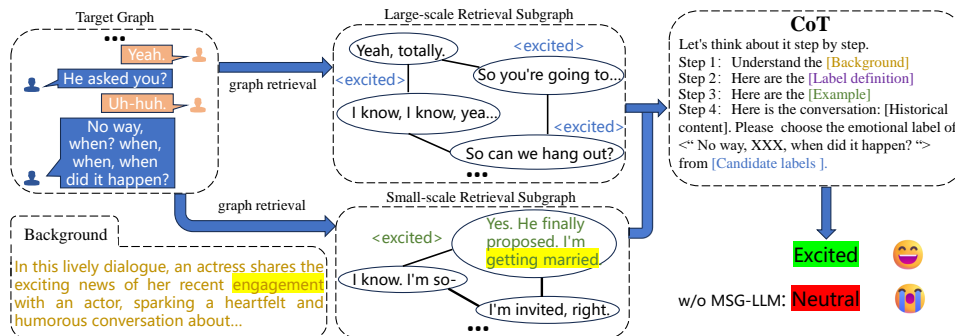 Target Graph
...
Yeah.
He asked you?
Uh-huh.
No way,
when? when,
when, when
did it happen?
graph retrieval
graph retrieval
Large-scale Retrieval Subgraph
Yeah, totally.
<excited>
So you're going to...
<excited>
I know, I know, yea...
<excited>
So can we hang out?
...
Small-scale Retrieval Subgraph
<excited>
Yes. He finally
proposed. I'm
getting married.
I know. I'm so-
I'm invited, right.
...
Background
In this lively dialogue, an actress shares the
exciting news of her recent engagement
with an actor, sparking a heartfelt and
humorous conversation about...
CoT
Let's think about it step by step.
Step 1: Understand the [Background]
Step 2: Here are the [Label definition]
Step 3: Here are the [Example]
Step 4: Here is the conversation: [Historical
content]. Please choose the emotional label of
<“ No way, XXX, when did it happen? “>
from [Candidate labels ].
Excited
w/o MSG-LLM: Neutral